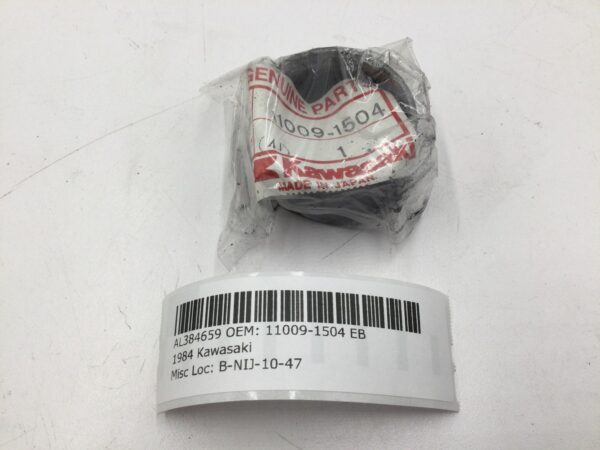 GENUINE PARTS
11009-1504
1
Kawasaki
MADE IN JAPAN
AL384659 OEM: 11009-1504 EB
1984 Kawasaki
Misc Loc: B-NIJ-10-47